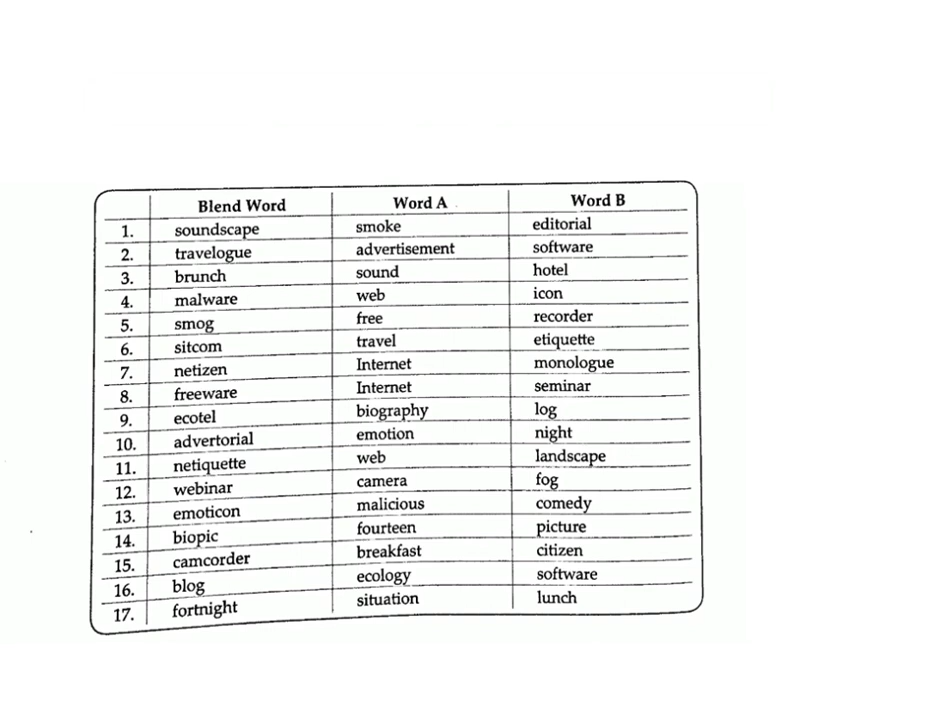 Blend Word Word A Word B
1. soundscape smoke editorial
2. travelogue advertisement software
3. brunch sound hotel
4. malware web icon
5. smog free recorder
6. sitcom travel etiquette
7. netizen Internet monologue
8. freeware Internet seminar
9. ecotel biography log
10. advertorial emotion night
11. netiquette web landscape
12. webinar camera fog
13. emoticon malicious comedy
14. biopic fourteen picture
15. camcorder breakfast citizen
16. blog ecology software
17. fortnight situation lunch